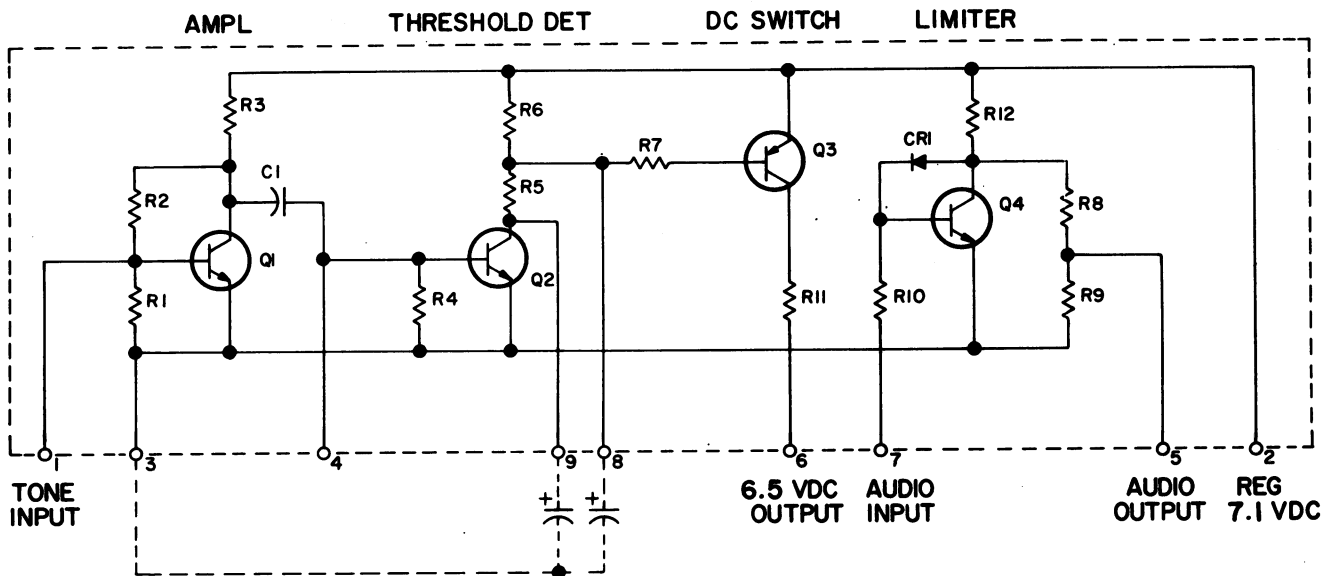 AMPL
THRESHOLD DET
DC SWITCH
LIMITER
R3
R6
R12
R7
Q3
CR1
C1
R2
R5
Q4
R8
Q1
Q2
R1
R4
R11
R10
R9
1
3
4
9
8
6
7
5
2
TONE
INPUT
+
+
6.5 VDC
OUTPUT
AUDIO
INPUT
AUDIO
OUTPUT
REG
7.1 VDC